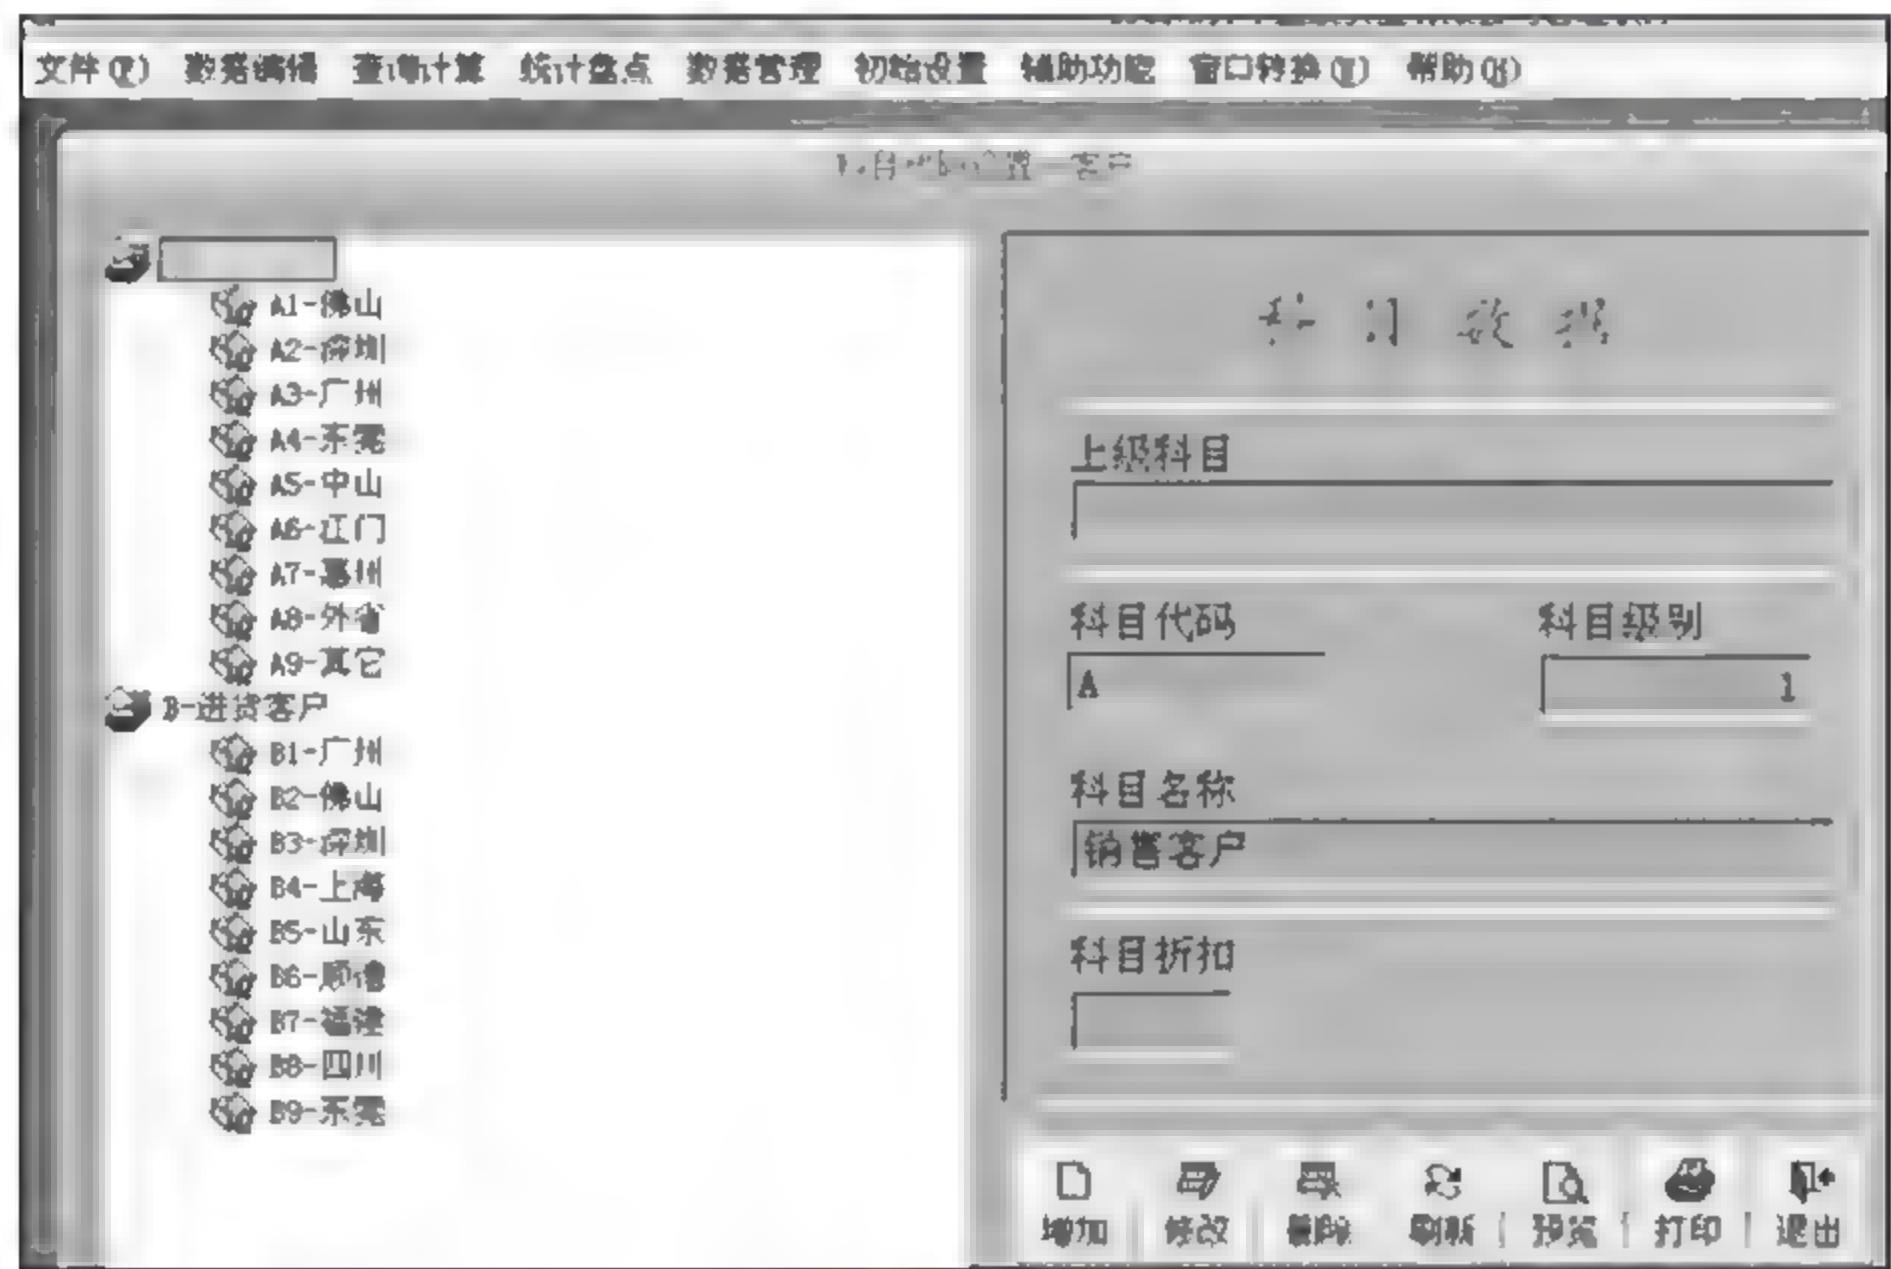 文件(F) 数据编辑 查询计算 统计盘点 数据管理 初始设置 辅助功能 窗口转换(W) 帮助(H)
A1-佛山
A2-深圳
A3-广州
A4-东莞
A5-中山
A6-江门
A7-惠州
A8-外省
A9-其它
B-进货客户
B1-广州
B2-佛山
B3-深圳
B4-上海
B5-山东
B6-顺德
B7-福建
B8-四川
B9-东莞
科目数据
上级科目
科目代码 科目级别
A 1
科目名称
销售客户
科目折扣
增加 修改 删除 刷新 预览 打印 退出